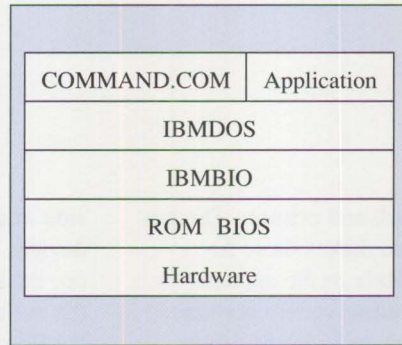 COMMAND.COM Application
IBMDOS
IBMBIO
ROM BIOS
Hardware